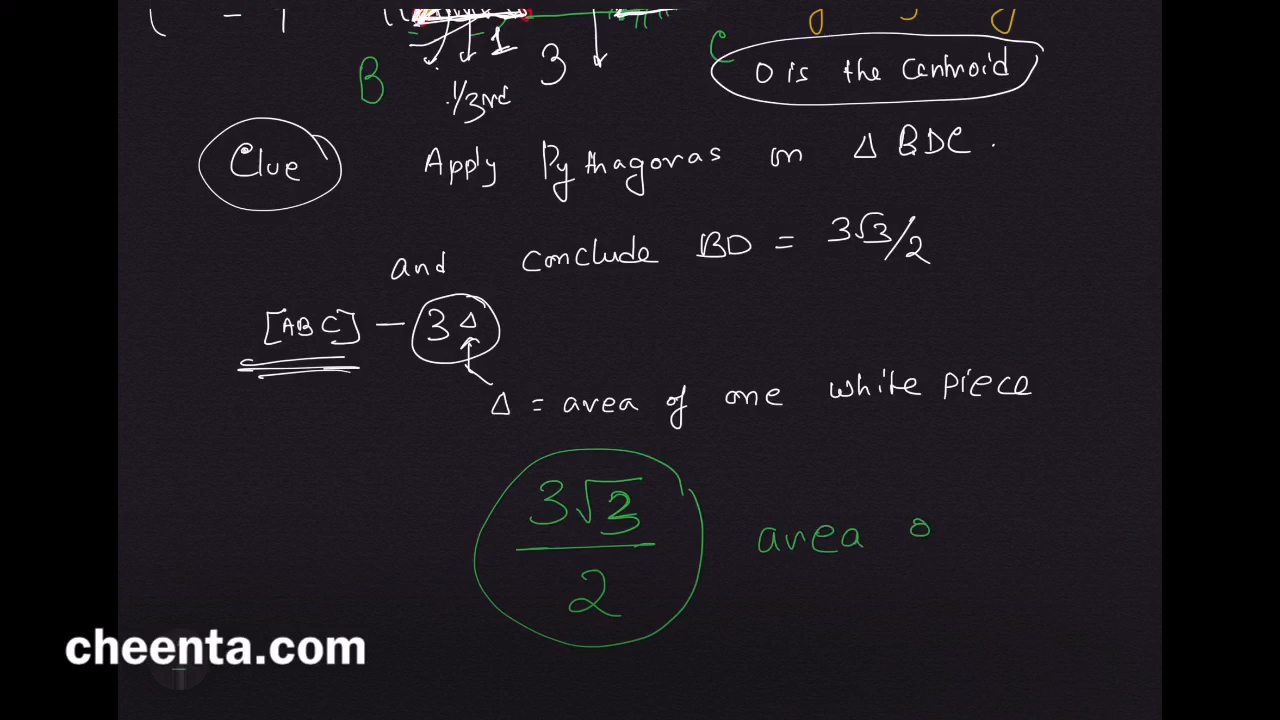 1
B 3 C
1/3rd
O is the Centroid
Clue Apply Pythagoras on Δ BDC.
and conclude BD = 3√3/2
[ABC] - 3Δ
Δ = area of one white piece
3√3/2 area o
cheenta.com